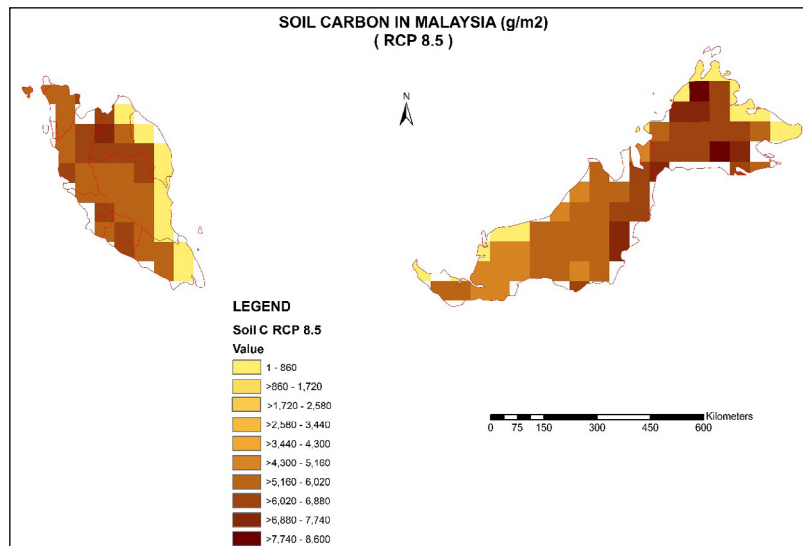 SOIL CARBON IN MALAYSIA (g/m2)
( RCP 8.5 )
N
LEGEND
Soil C RCP 8.5
Value
1 - 860
>860 - 1,720
>1,720 - 2,580
>2,580 - 3,440
>3,440 - 4,300
>4,300 - 5,160
>5,160 - 6,020
>6,020 - 6,880
>6,880 - 7,740
>7,740 - 8,600
Kilometers
0 75 150 300 450 600